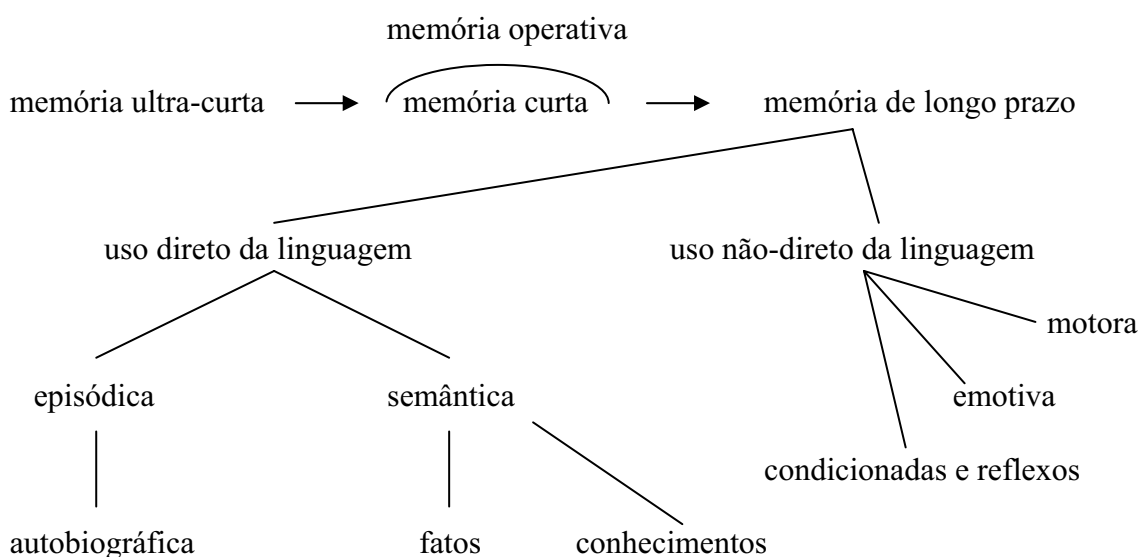 memória operativa
memória ultra-curta memória curta memória de longo prazo
uso direto da linguagem uso não-direto da linguagem
motora
episódica semântica emotiva
condicionadas e reflexos
autobiográfica fatos conhecimentos